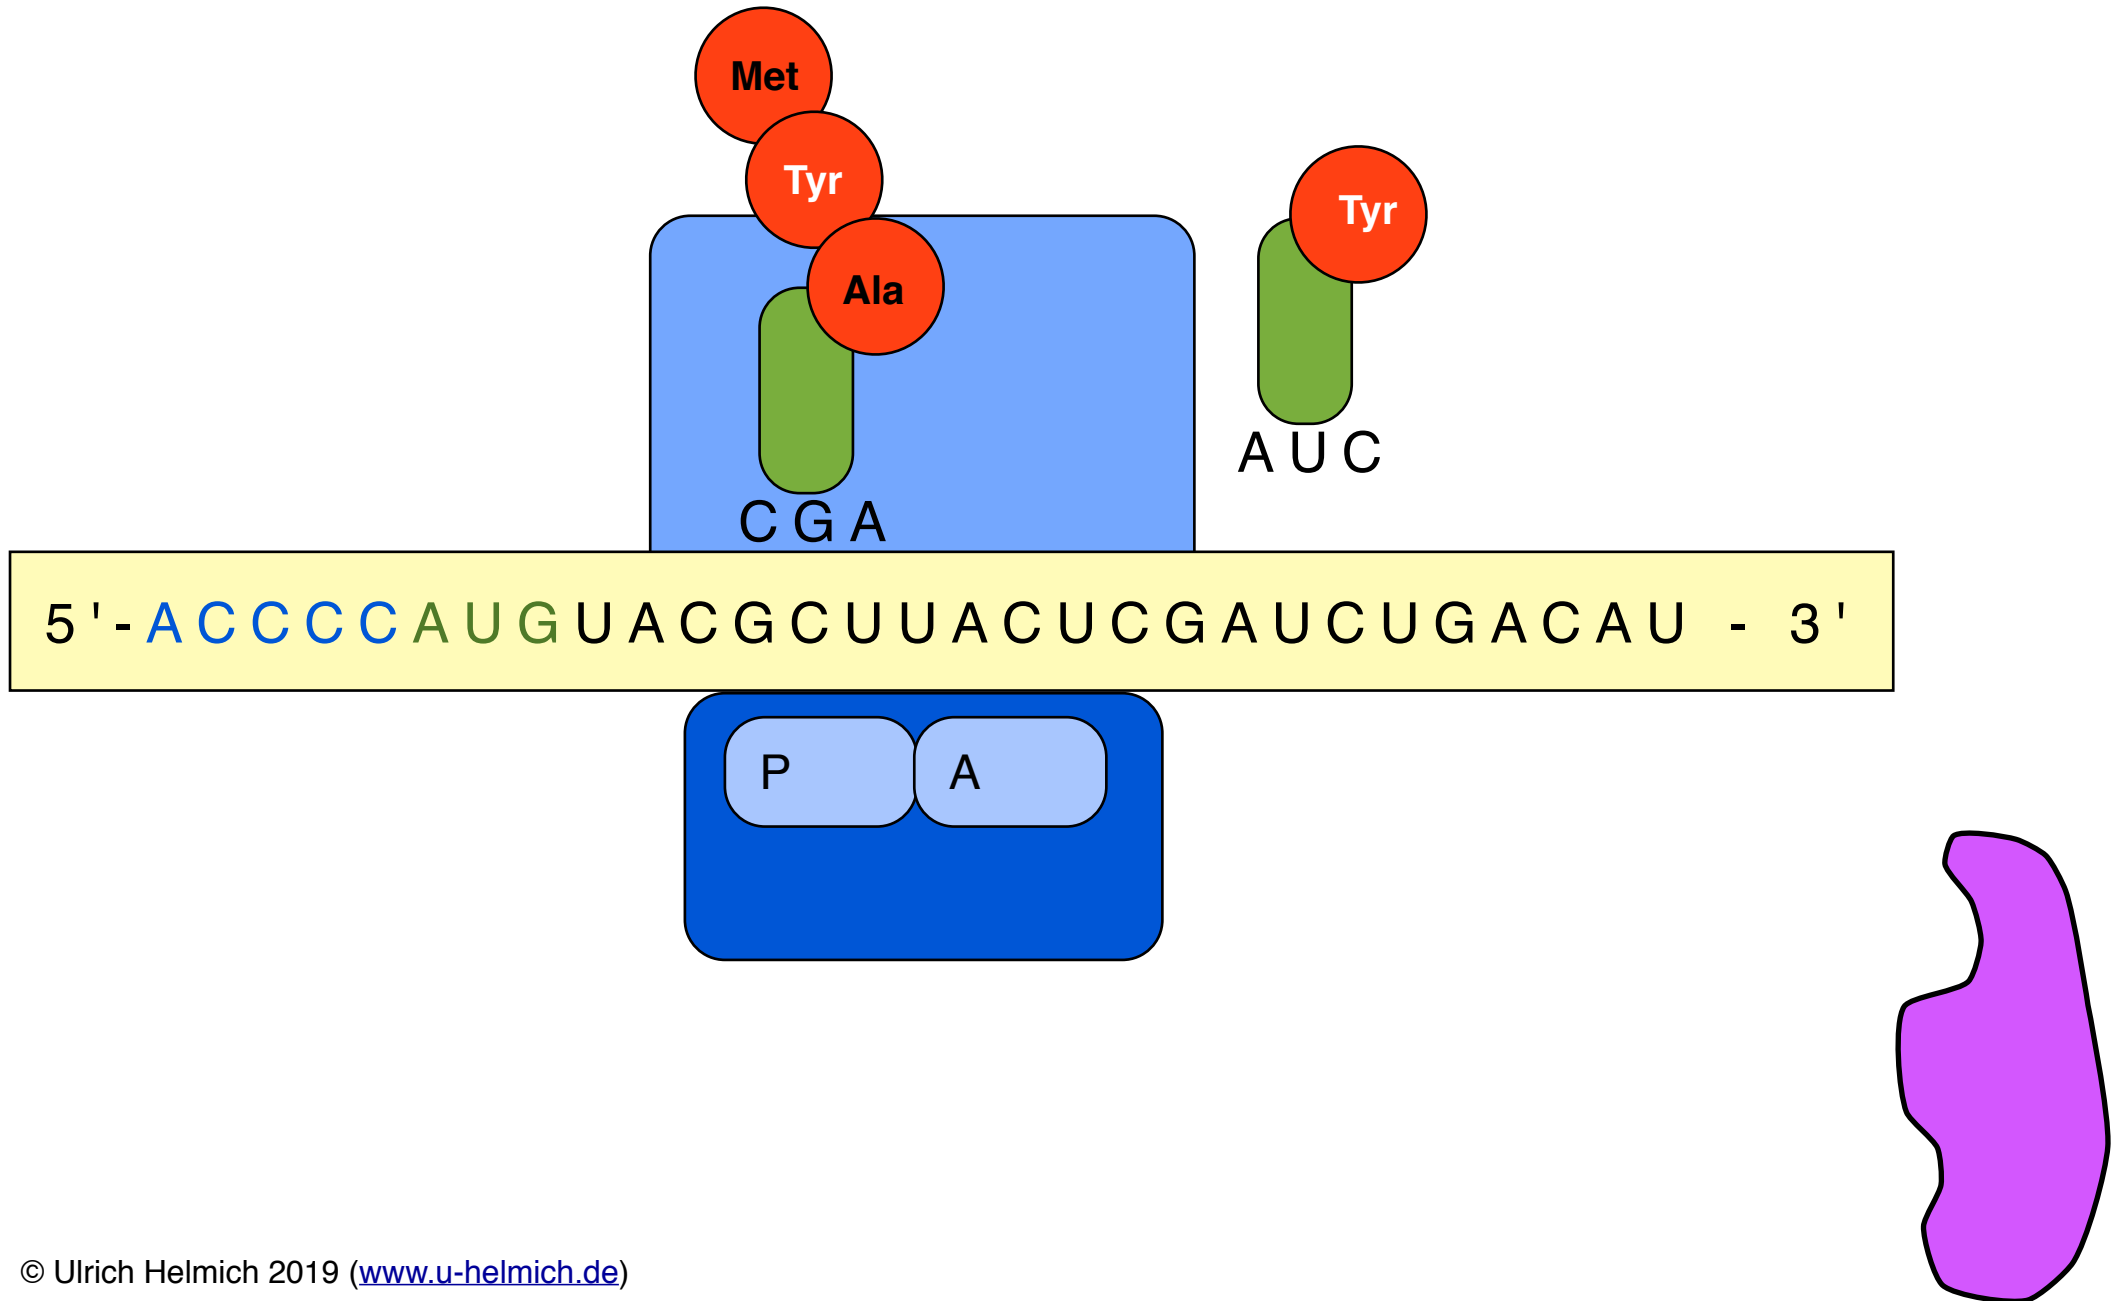 Met
Tyr
Tyr
Ala
A U C
C G A
5 ' - A C C C C A U G U A C G C U U A C U C G A U C U G A C A U - 3 '
P A
© Ulrich Helmich 2019 (www.u-helmich.de)